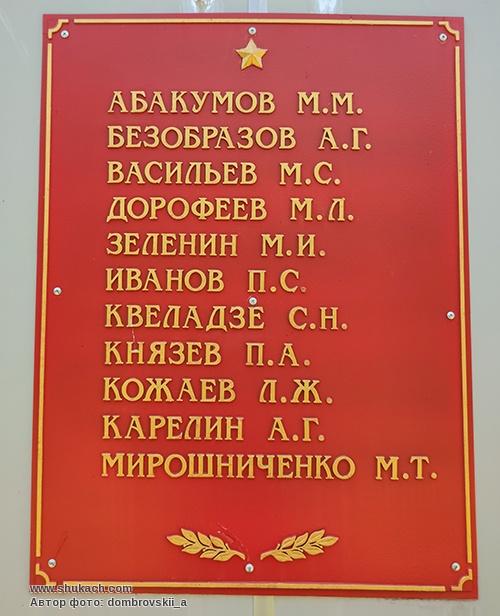 АБАКУМОВ М.М.
БЕЗОБРАЗОВ А.Г.
ВАСИЛЬЕВ М.С.
ДОРОФЕЕВ М.Л.
ЗЕЛЕНИН М.И.
ИВАНОВ П.С.
КВЕЛАДЗЕ С.Н.
КНЯЗЕВ П.А.
КОЖАЕВ Л.Ж.
КАРЕЛИН А.Г.
МИРОШНИЧЕНКО М.Т.
www.shukach.com
Автор фото: dombrovskii_a